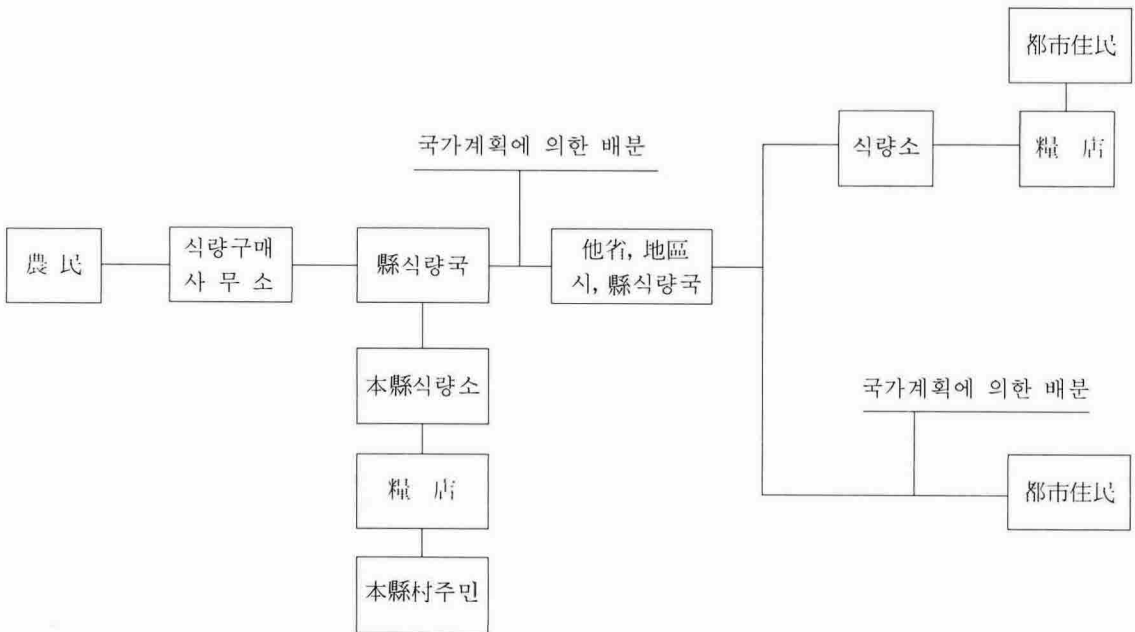 都市住民
국가계획에 의한 배분
식량소
糧 店
農 民
식량구매
사 무 소
縣식량국
他省, 地區
시, 縣식량국
本縣식량소
국가계획에 의한 배분
糧 店
都市住民
本縣村주민